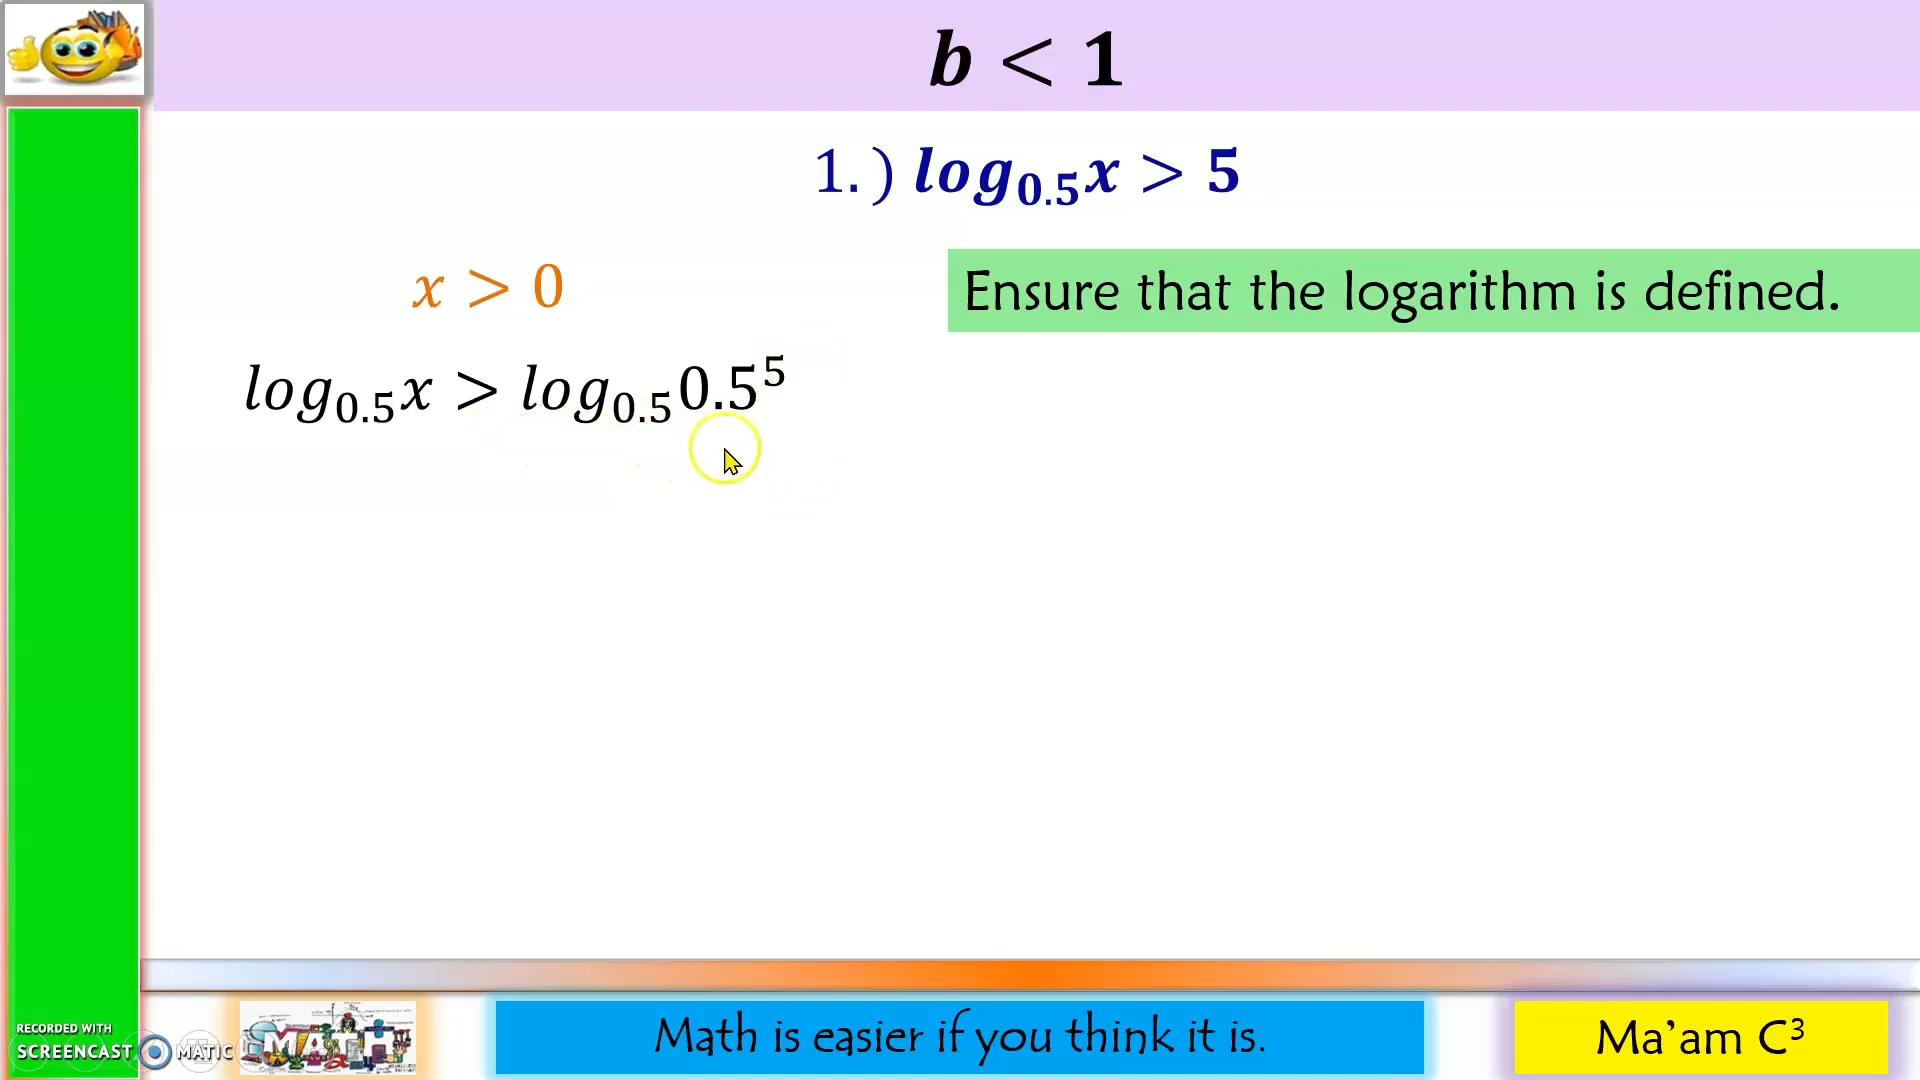 b < 1
1.) log₀.₅x > 5
x > 0
Ensure that the logarithm is defined.
log₀.₅x > log₀.₅0.5⁵
RECORDED WITH
SCREENCAST MATIC
MATH
Math is easier if you think it is.
Ma’am C³